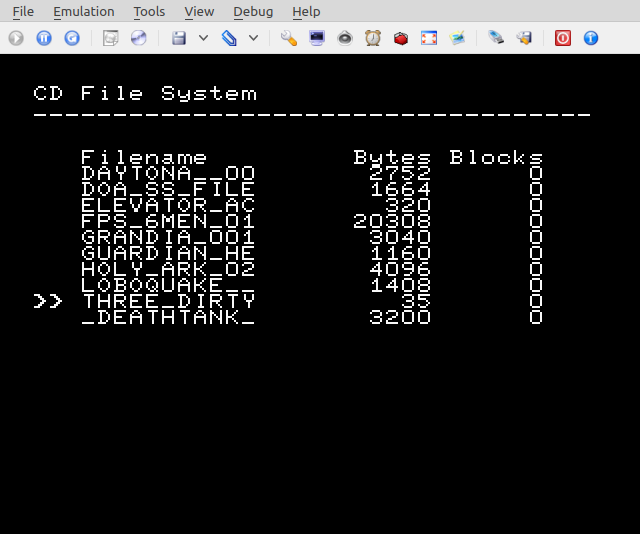 File Emulation Tools View Debug Help
CD File System
-----------------------------------
Filename Bytes Blocks
DAYTONA__00 2752 0
DOA_SS_FILE 1664 0
ELEVATOR_AC 320 0
FPS_6MEN_01 20308 0
GRANDIA_001 3040 0
GUARDIAN_HE 1160 0
HOLY_ARK_02 4096 0
LOBOQUAKE__ 1408 0
>> THREE_DIRTY 35 0
_DEATHTANK_ 3200 0